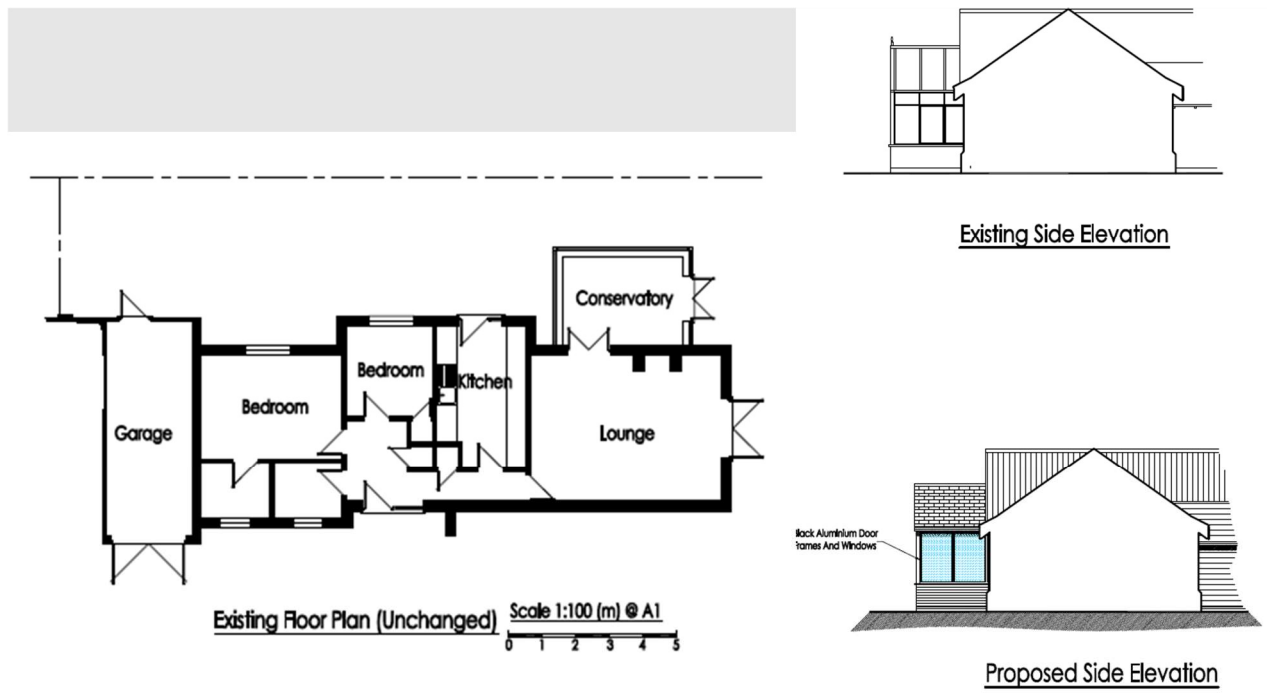 Existing Side Elevation
Conservatory
Bedroom
Kitchen
Bedroom
Garage
Lounge
Black Aluminium Door
Frames And Windows
Existing Floor Plan (Unchanged)
Scale 1:100 (m) @ A1
0 1 2 3 4 5
Proposed Side Elevation